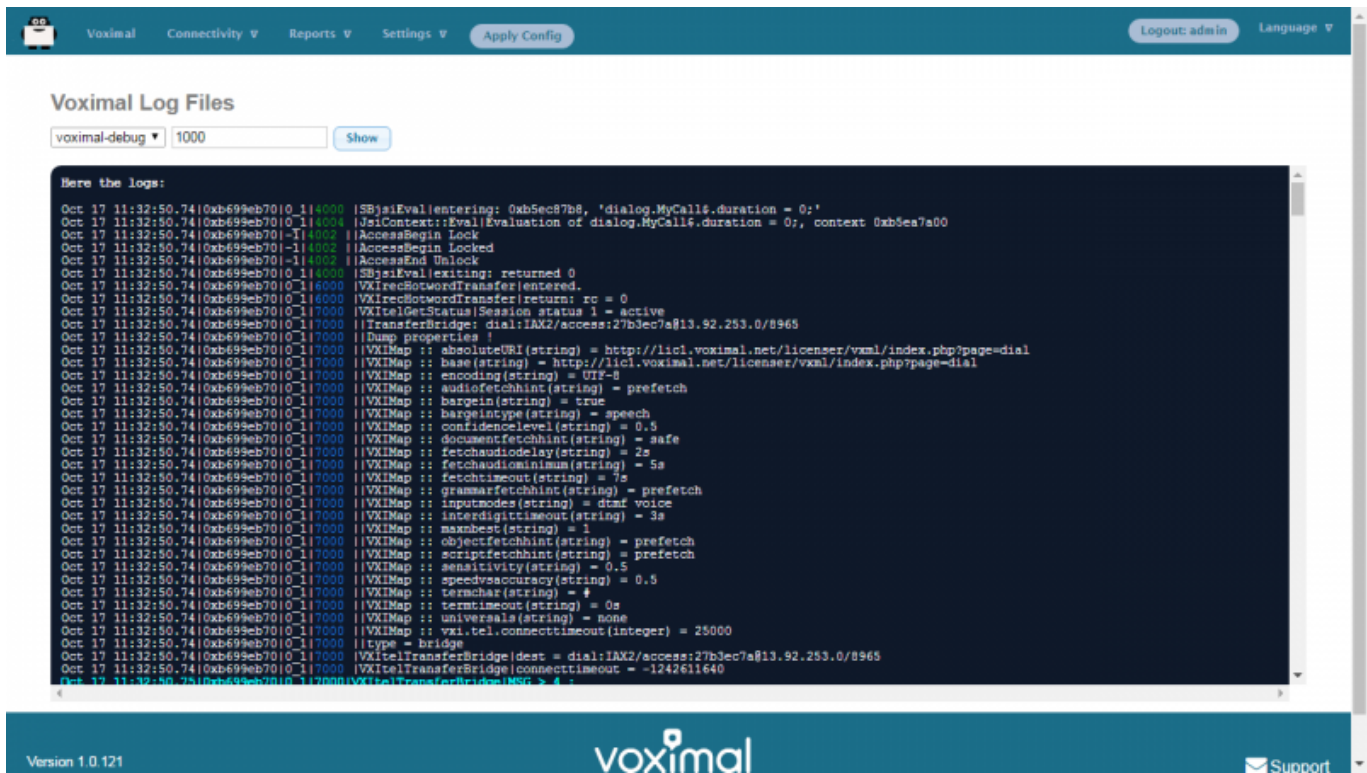 Voximal Connectivity ∇ Reports ∇ Settings ∇ Apply Config Logout: admin Language ∇
Voximal Log Files
voximal-debug ▼ 1000 Show
Here the logs:
Oct 17 11:32:50.74|0xb699eb70|0_1|4000 |SBjsiEval|entering: 0xb5ec87b8, 'dialog.MyCall$.duration = 0;'
Oct 17 11:32:50.74|0xb699eb70|0_1|4004 |JsiContext::Eval|Evaluation of dialog.MyCall$.duration = 0;, context 0xb5ea7a00
Oct 17 11:32:50.74|0xb699eb70|-1|4002 ||AccessBegin Lock
Oct 17 11:32:50.74|0xb699eb70|-1|4002 ||AccessBegin Locked
Oct 17 11:32:50.74|0xb699eb70|-1|4002 ||AccessEnd Unlock
Oct 17 11:32:50.74|0xb699eb70|0_1|4000 |SBjsiEval|exiting: returned 0
Oct 17 11:32:50.74|0xb699eb70|0_1|6000 |VXIrecHotwordTransfer|entered.
Oct 17 11:32:50.74|0xb699eb70|0_1|6000 |VXIrecHotwordTransfer|return: rc = 0
Oct 17 11:32:50.74|0xb699eb70|0_1|7000 |VXItelGetStatus|Session status 1 = active
Oct 17 11:32:50.74|0xb699eb70|0_1|7000 ||TransferBridge: dial:IAX2/access:27b3ec7a@13.92.253.0/8965
Oct 17 11:32:50.74|0xb699eb70|0_1|7000 ||Dump properties !
Oct 17 11:32:50.74|0xb699eb70|0_1|7000 ||VXIMap :: absoluteURI(string) = http://lic1.voximal.net/licenser/vxml/index.php?page=dial
Oct 17 11:32:50.74|0xb699eb70|0_1|7000 ||VXIMap :: base(string) = http://lic1.voximal.net/licenser/vxml/index.php?page=dial
Oct 17 11:32:50.74|0xb699eb70|0_1|7000 ||VXIMap :: encoding(string) = UTF-8
Oct 17 11:32:50.74|0xb699eb70|0_1|7000 ||VXIMap :: audiofetchhint(string) = prefetch
Oct 17 11:32:50.74|0xb699eb70|0_1|7000 ||VXIMap :: bargein(string) = true
Oct 17 11:32:50.74|0xb699eb70|0_1|7000 ||VXIMap :: bargeintype(string) = speech
Oct 17 11:32:50.74|0xb699eb70|0_1|7000 ||VXIMap :: confidencelevel(string) = 0.5
Oct 17 11:32:50.74|0xb699eb70|0_1|7000 ||VXIMap :: documentfetchhint(string) = safe
Oct 17 11:32:50.74|0xb699eb70|0_1|7000 ||VXIMap :: fetchaudiodelay(string) = 2s
Oct 17 11:32:50.74|0xb699eb70|0_1|7000 ||VXIMap :: fetchaudiominimum(string) = 5s
Oct 17 11:32:50.74|0xb699eb70|0_1|7000 ||VXIMap :: fetchtimeout(string) = 7s
Oct 17 11:32:50.74|0xb699eb70|0_1|7000 ||VXIMap :: grammarfetchhint(string) = prefetch
Oct 17 11:32:50.74|0xb699eb70|0_1|7000 ||VXIMap :: inputmodes(string) = dtmf voice
Oct 17 11:32:50.74|0xb699eb70|0_1|7000 ||VXIMap :: interdigittimeout(string) = 3s
Oct 17 11:32:50.74|0xb699eb70|0_1|7000 ||VXIMap :: maxnbest(string) = 1
Oct 17 11:32:50.74|0xb699eb70|0_1|7000 ||VXIMap :: objectfetchhint(string) = prefetch
Oct 17 11:32:50.74|0xb699eb70|0_1|7000 ||VXIMap :: scriptfetchhint(string) = prefetch
Oct 17 11:32:50.74|0xb699eb70|0_1|7000 ||VXIMap :: sensitivity(string) = 0.5
Oct 17 11:32:50.74|0xb699eb70|0_1|7000 ||VXIMap :: speedvsaccuracy(string) = 0.5
Oct 17 11:32:50.74|0xb699eb70|0_1|7000 ||VXIMap :: termchar(string) = #
Oct 17 11:32:50.74|0xb699eb70|0_1|7000 ||VXIMap :: termtimeout(string) = 0s
Oct 17 11:32:50.74|0xb699eb70|0_1|7000 ||VXIMap :: universals(string) = none
Oct 17 11:32:50.74|0xb699eb70|0_1|7000 ||VXIMap :: vxi.tel.connecttimeout(integer) = 25000
Oct 17 11:32:50.74|0xb699eb70|0_1|7000 ||type = bridge
Oct 17 11:32:50.74|0xb699eb70|0_1|7000 |VXItelTransferBridge|dest = dial:IAX2/access:27b3ec7a@13.92.253.0/8965
Oct 17 11:32:50.74|0xb699eb70|0_1|7000 |VXItelTransferBridge|connecttimeout = -1242611640
Oct 17 11:32:50.75|0xb699eb70|0_1|7000|VXItelTransferBridge|MSG > 4 :
Version 1.0.121 voximal Support